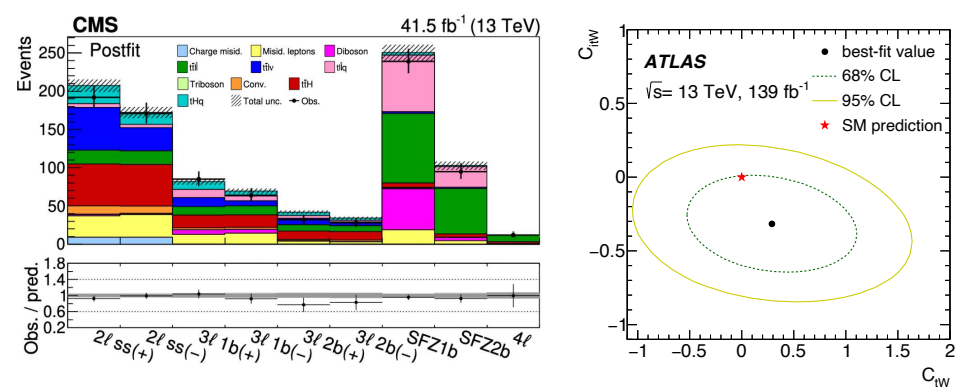 CMS 41.5 fb⁻¹ (13 TeV)
Events
Postfit
Charge misid. Misid. leptons Diboson
tt̄ll̄ tt̄lν tl̄lq
Triboson Conv. tt̄H
tHq Total unc. Obs.
250
200
150
100
50
0
Obs. / pred.
1.8
1.4
1
0.6
0.2
2ℓ ss(+) 2ℓ ss(−) 3ℓ 1b(+) 3ℓ 1b(−) 3ℓ 2b(+) 3ℓ 2b(−) SFZ1b SFZ2b 4ℓ
C_itW
ATLAS
√s= 13 TeV, 139 fb⁻¹
best-fit value
68% CL
95% CL
SM prediction
1
0.5
0
−0.5
−1
−1 −0.5 0 0.5 1 1.5 2
C_tW